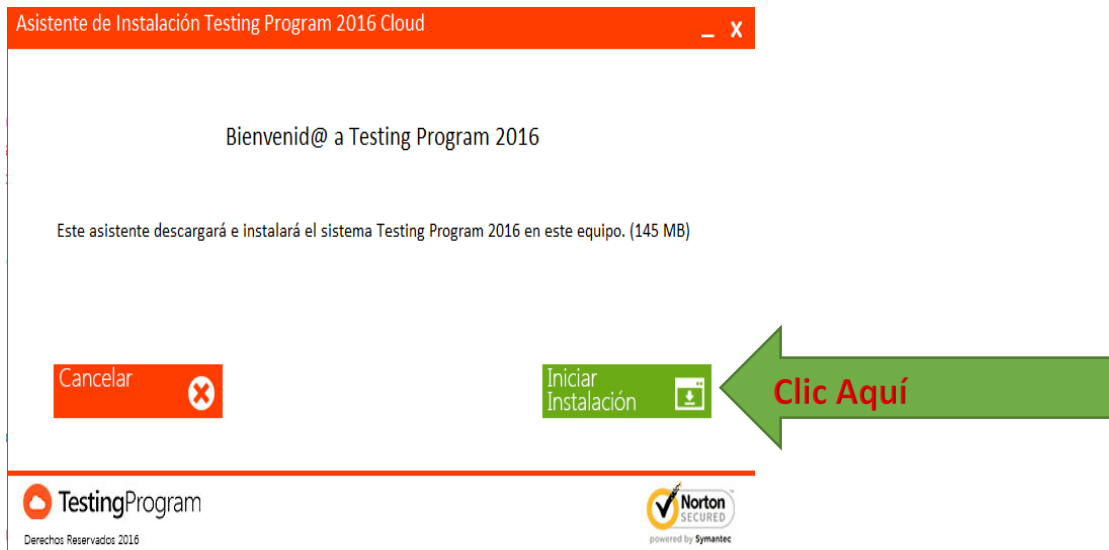 Asistente de Instalación Testing Program 2016 Cloud
Bienvenid@ a Testing Program 2016
Este asistente descargará e instalará el sistema Testing Program 2016 en este equipo. (145 MB)
Cancelar
Iniciar
Instalación
Clic Aquí
TestingProgram
Derechos Reservados 2016
Norton
SECURED
powered by Symantec